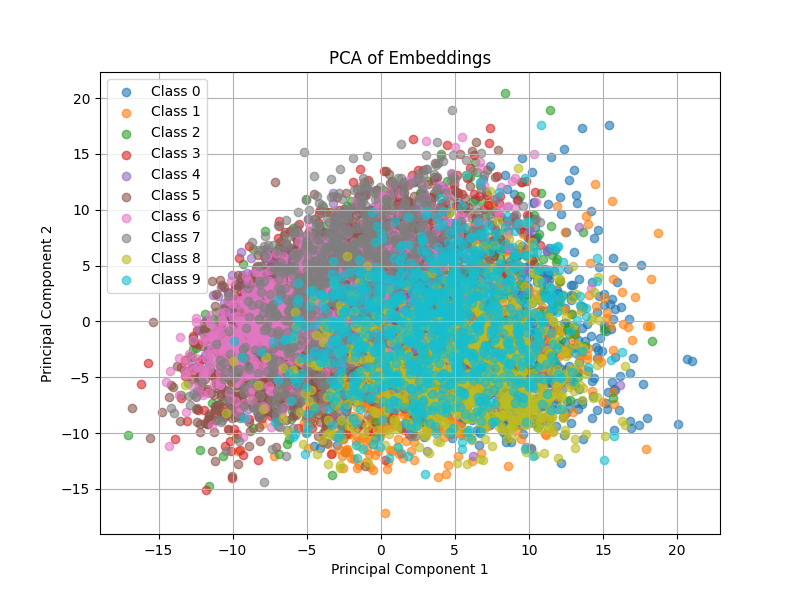 PCA of Embeddings
Class 0
Class 1
Class 2
Class 3
Class 4
Class 5
Class 6
Class 7
Class 8
Class 9
20
15
10
5
0
−5
−10
−15
Principal Component 2
−15 −10 −5 0 5 10 15 20
Principal Component 1